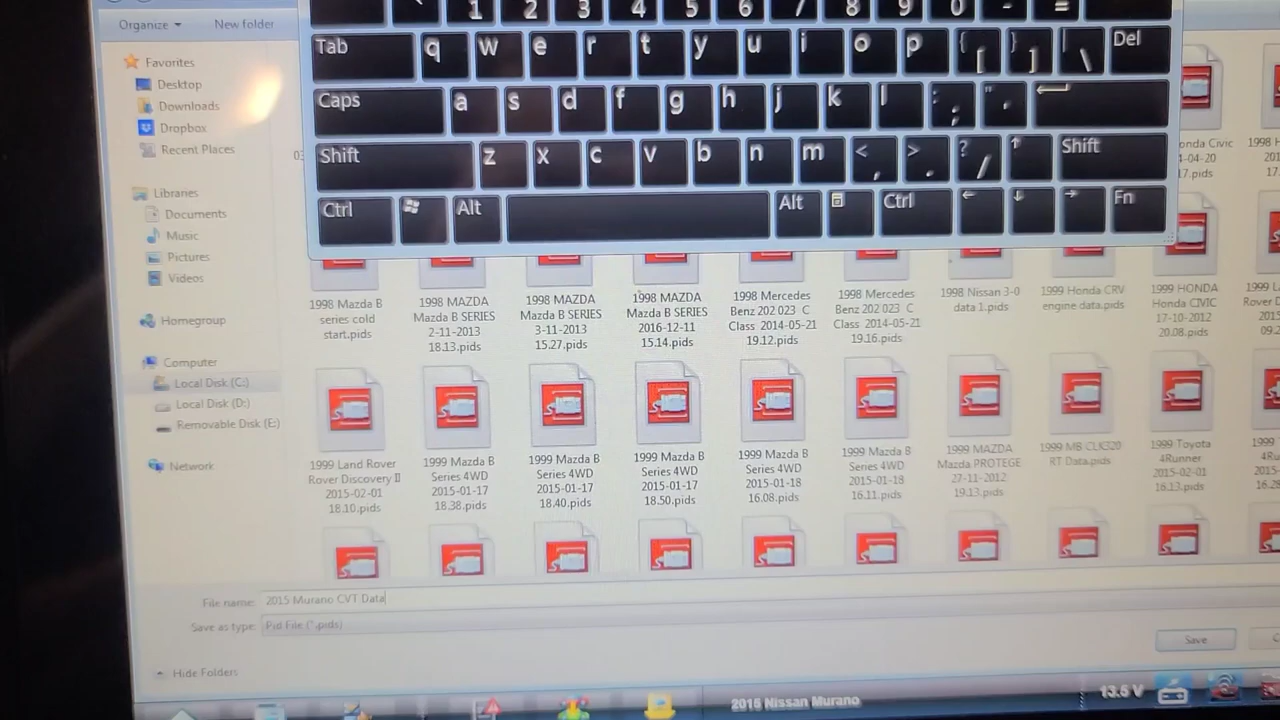 Organize
New folder
Favorites
Desktop
Downloads
Dropbox
Recent Places
Libraries
Documents
Music
Pictures
Videos
Homegroup
Computer
Local Disk (C:)
Local Disk (D:)
Removable Disk (E:)
Network
` 1 2 3 4 5 6 7 8 9 0 - =
Tab q w e r t y u i o p { [ } ] | \ Del
Caps a s d f g h j k l : ; " '
Shift z x c v b n m < , > . ? / Shift
Ctrl Alt Alt Ctrl Fn
onda Civic
17.pids
1998 Mazda B
series cold
start.pids
1998 MAZDA
Mazda B SERIES
2-11-2013
18.13.pids
1998 MAZDA
Mazda B SERIES
3-11-2013
15.27.pids
1998 MAZDA
Mazda B SERIES
2016-12-11
15.14.pids
1998 Mercedes
Benz 202 023 C
Class 2014-05-21
19.12.pids
1998 Mercedes
Benz 202 023 C
Class 2014-05-21
19.16.pids
1998 Nissan 3-0
data 1.pids
1999 Honda CRV
engine data.pids
1999 HONDA
Honda CIVIC
17-10-2012
20.08.pids
1999 Land Rover
Rover Discovery II
2015-02-01
18.10.pids
1999 Mazda B
Series 4WD
2015-01-17
18.38.pids
1999 Mazda B
Series 4WD
2015-01-17
18.40.pids
1999 Mazda B
Series 4WD
2015-01-17
18.50.pids
1999 Mazda B
Series 4WD
2015-01-18
16.08.pids
1999 Mazda B
Series 4WD
2015-01-18
16.11.pids
1999 MAZDA
Mazda PROTEGE
27-11-2012
19.13.pids
1999 MB CLK320
RT Data.pids
1999 Toyota
4Runner
2015-02-01
16.13.pids
File name: 2015 Murano CVT Data
Save as type: Pid File (*.pids)
Save
Hide Folders
2015 Nissan Murano
13.5 V